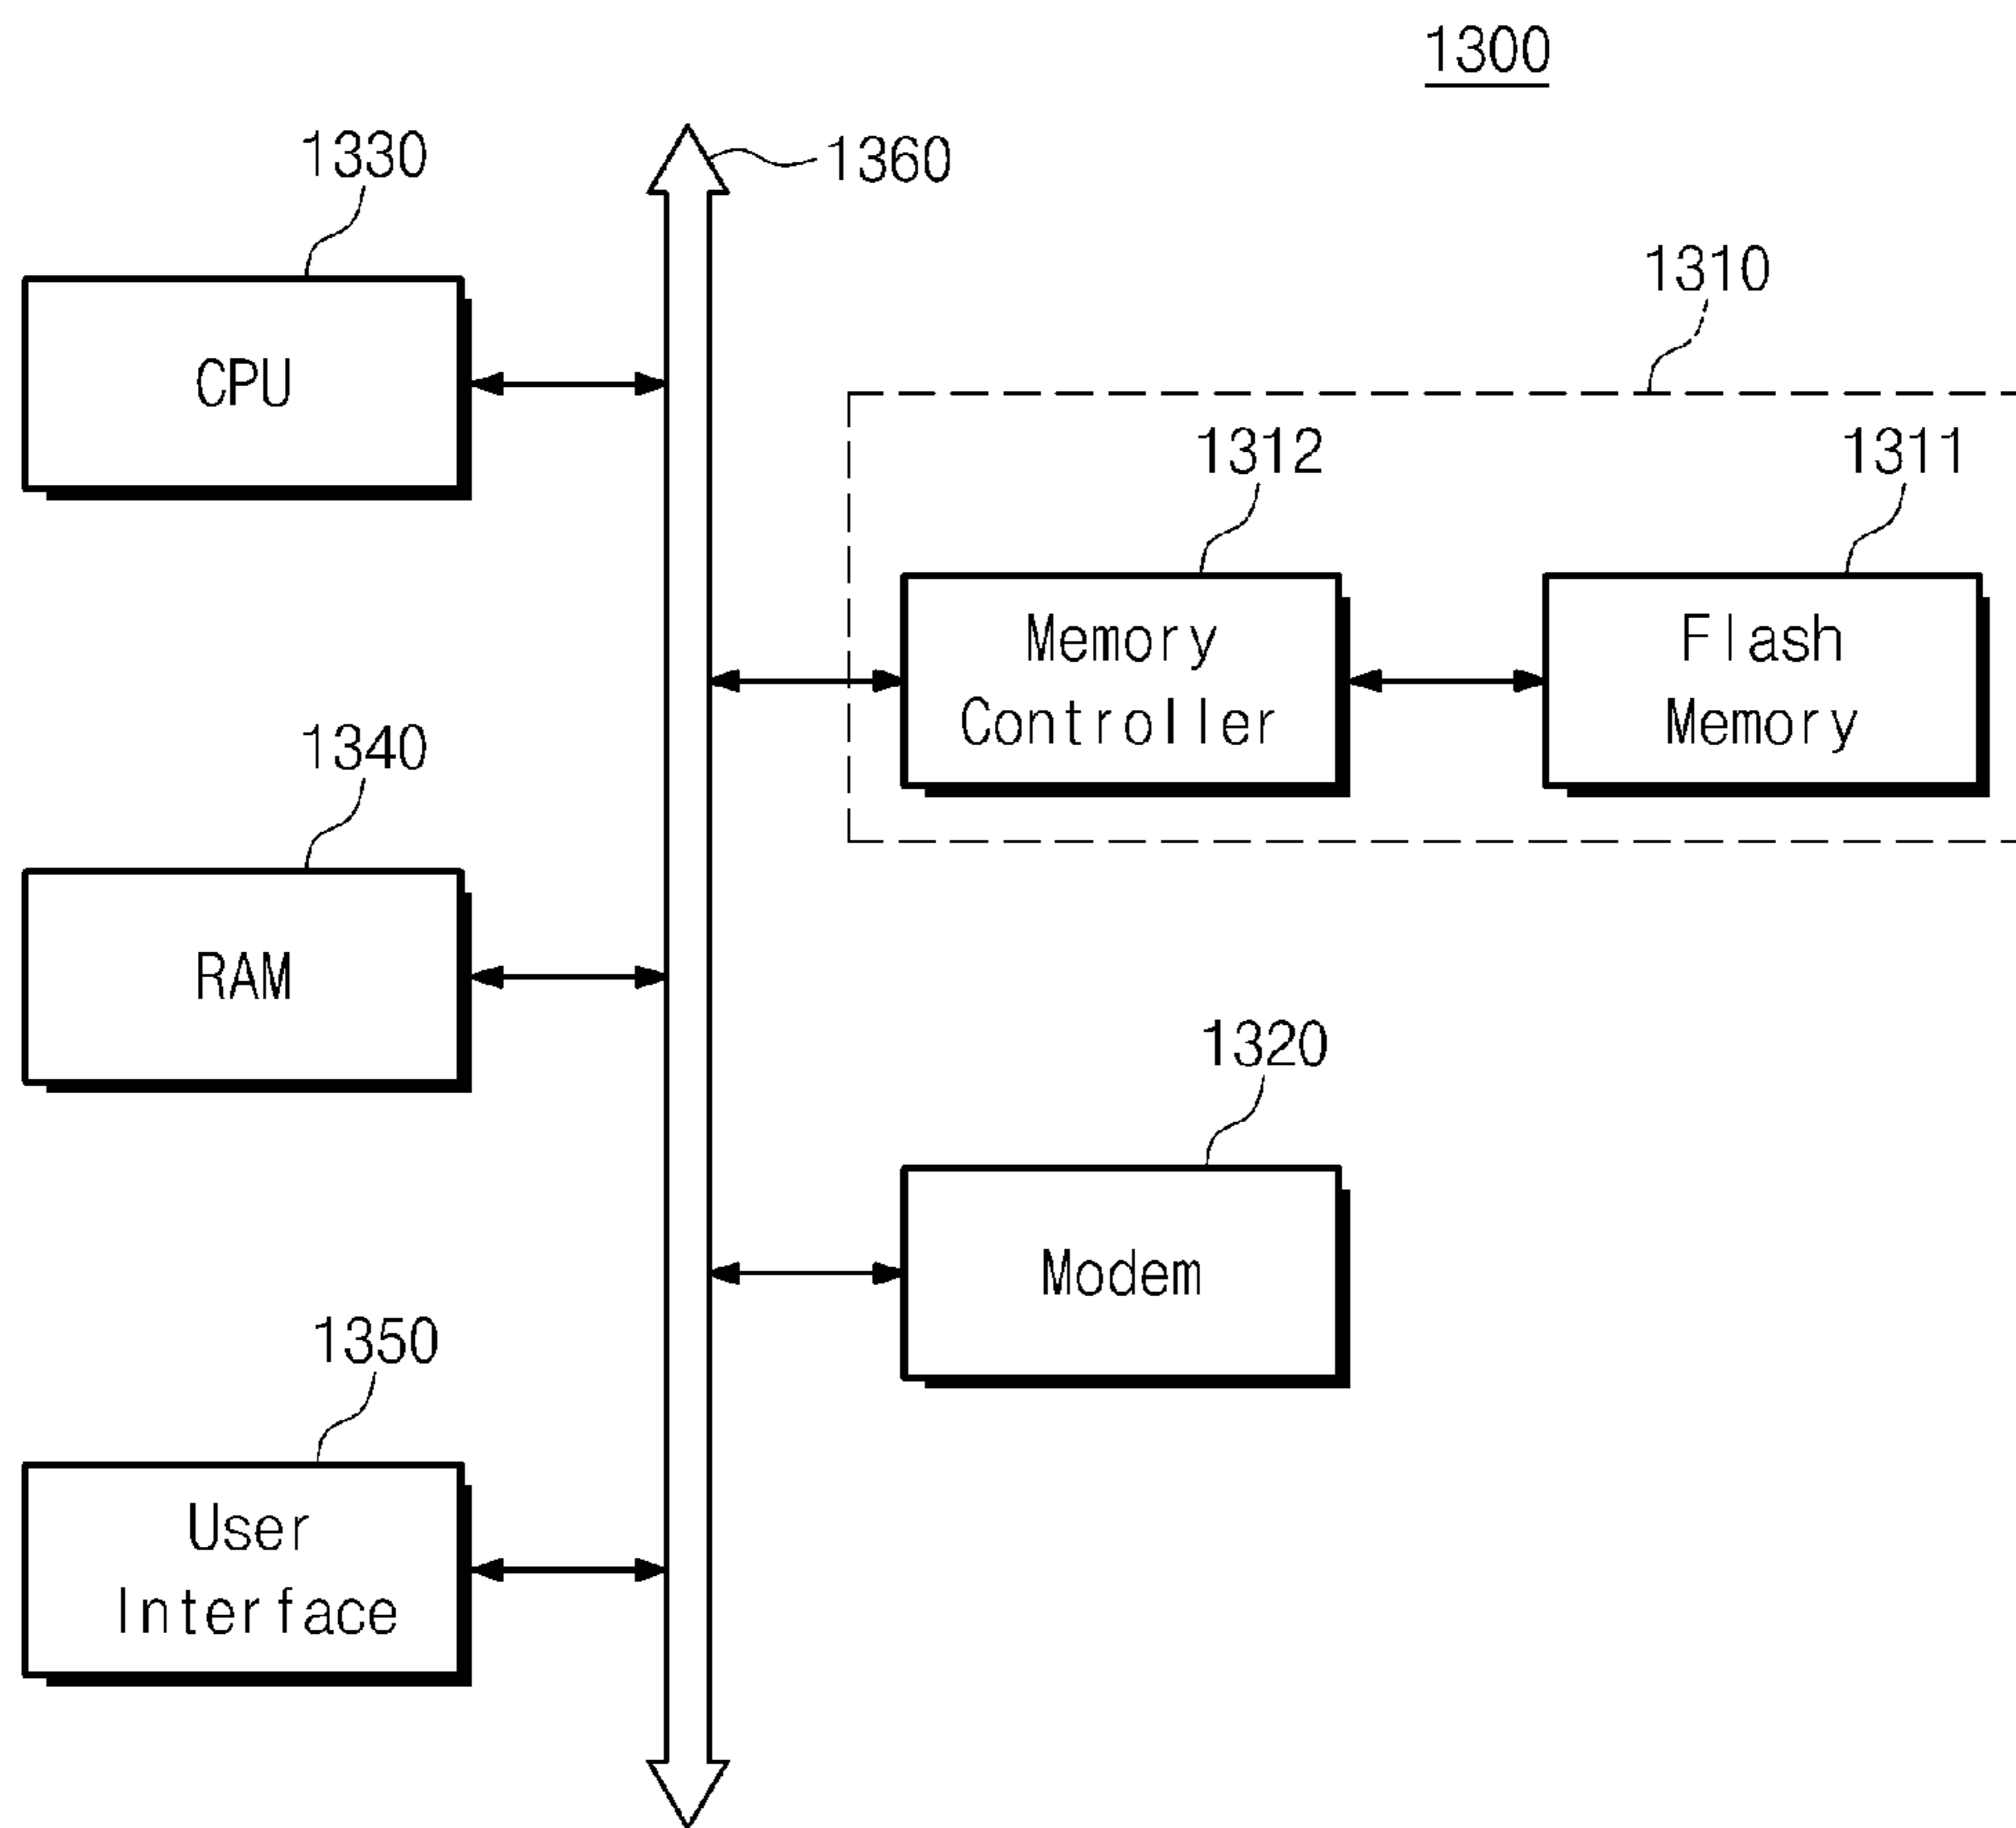 1300
1330
1360
CPU
1310
1312
1311
Memory
Controller
Flash
Memory
1340
RAM
1320
Modem
1350
User
Interface